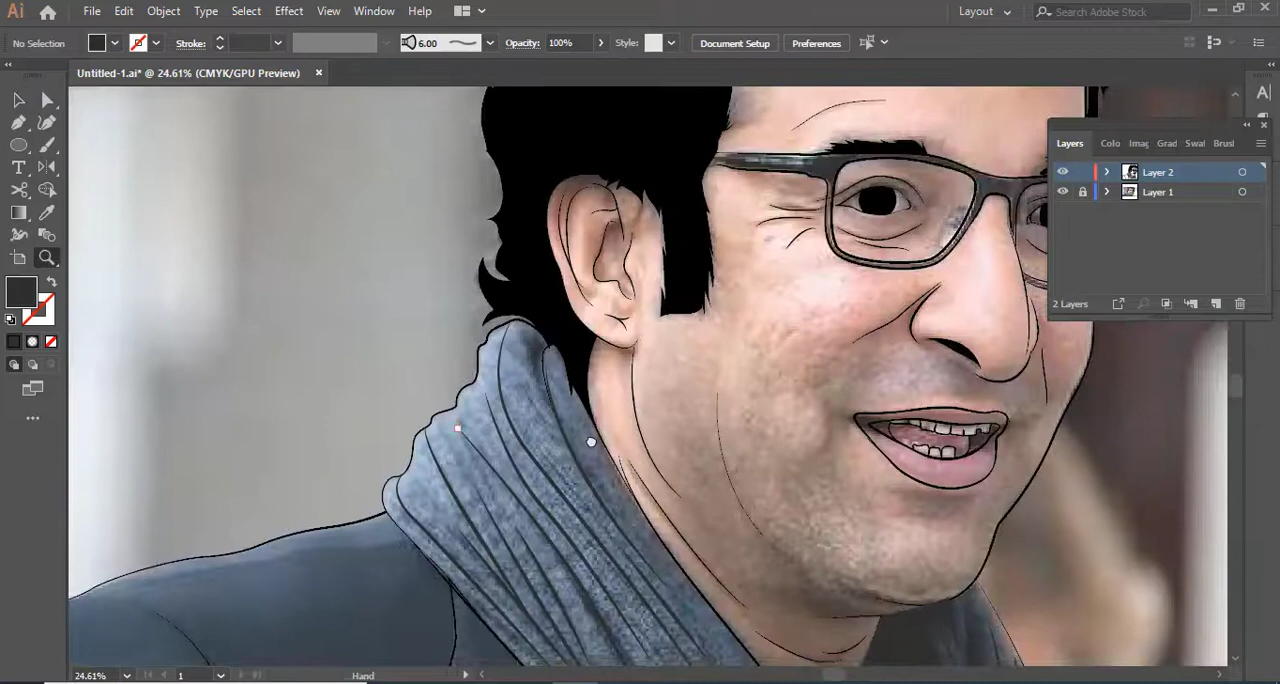 Ai File Edit Object Type Select Effect View Window Help Layout Search Adobe Stock
No Selection Stroke: 6.00 Opacity: 100% Style: Document Setup Preferences
Untitled-1.ai* @ 24.61% (CMYK/GPU Preview) ×
Layers Colo Imag Grad Swat Brusl
Layer 2
Layer 1
2 Layers
24.61% 1 Hand